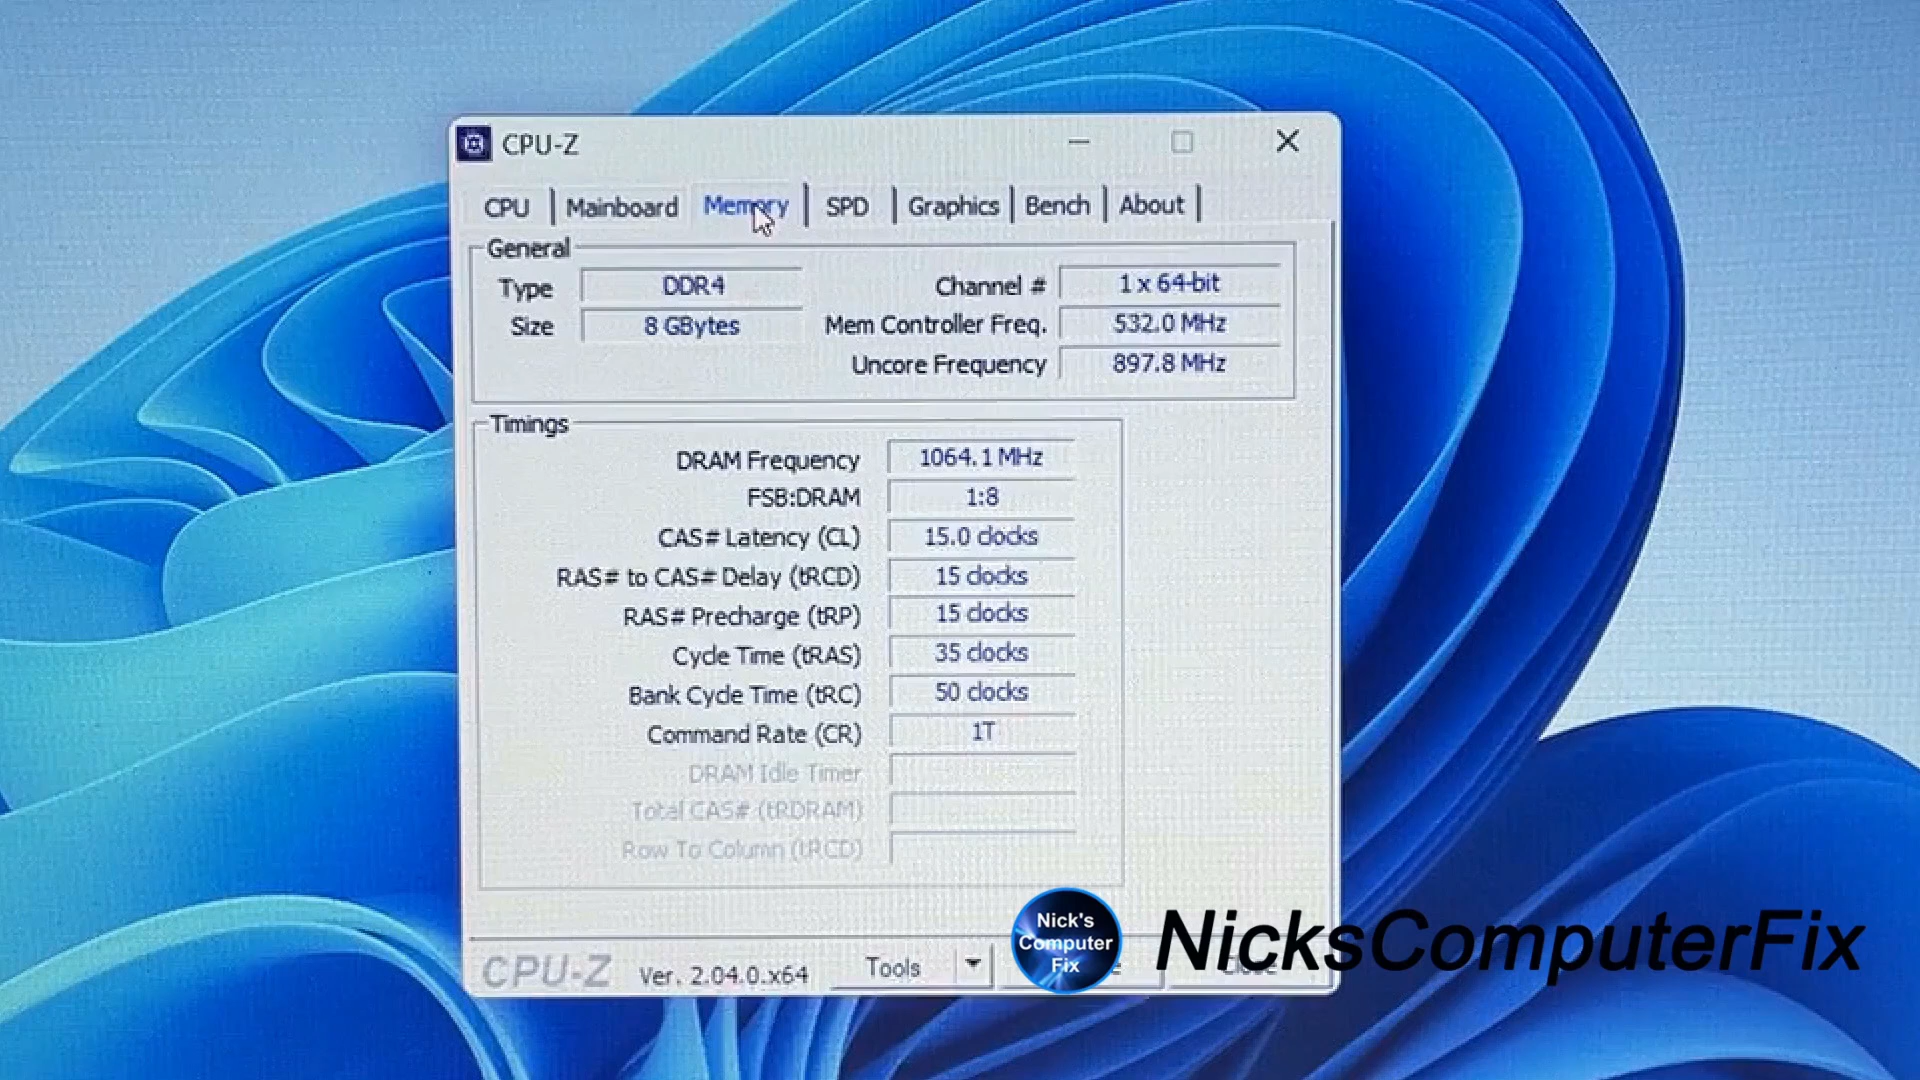 CPU-Z
CPU Mainboard Memory SPD Graphics Bench About
General
Type DDR4 Channel # 1 x 64-bit
Size 8 GBytes Mem Controller Freq. 532.0 MHz
Uncore Frequency 897.8 MHz
Timings
DRAM Frequency 1064.1 MHz
FSB:DRAM 1:8
CAS# Latency (CL) 15.0 clocks
RAS# to CAS# Delay (tRCD) 15 clocks
RAS# Precharge (tRP) 15 clocks
Cycle Time (tRAS) 35 clocks
Bank Cycle Time (tRC) 50 clocks
Command Rate (CR) 1T
DRAM Idle Timer
Total CAS# (tRDRAM)
Row To Column (tRCD)
CPU-Z Ver. 2.04.0.x64 Tools
Nick's
Computer
Fix
NicksComputerFix